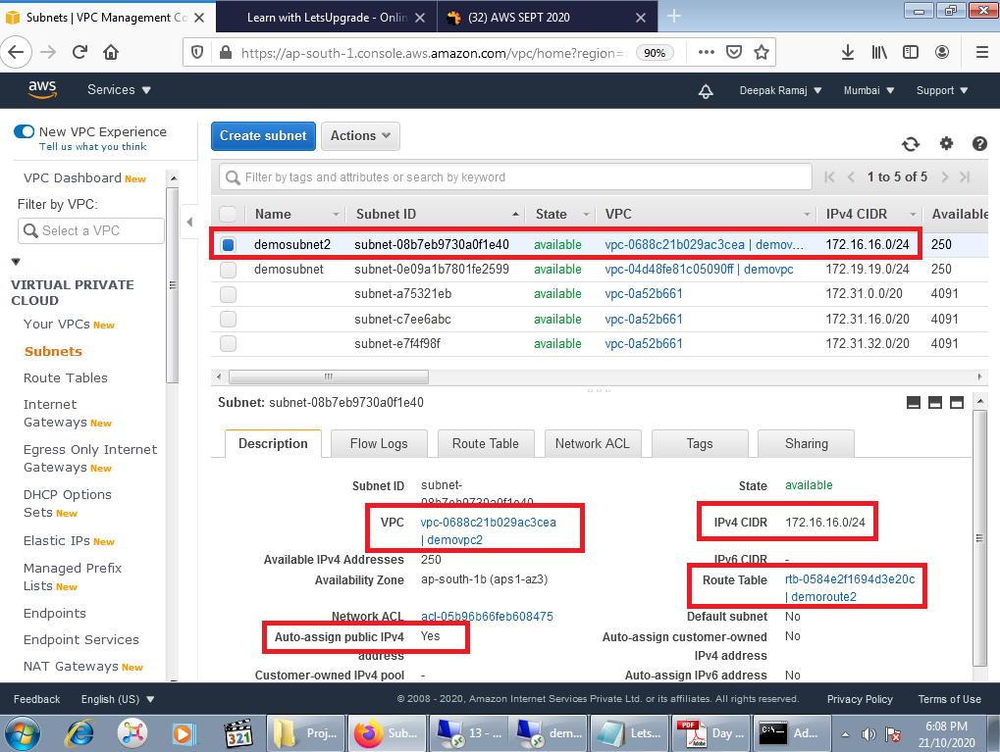 Subnets | VPC Management Co
Learn with LetsUpgrade - Onlin
(32) AWS SEPT 2020
https://ap-south-1.console.aws.amazon.com/vpc/home?region=
90%
aws
Services
Deepak Ramaj
Mumbai
Support
New VPC Experience
Tell us what you think
VPC Dashboard New
Filter by VPC:
Select a VPC
VIRTUAL PRIVATE
CLOUD
Your VPCs New
Subnets
Route Tables
Internet
Gateways New
Egress Only Internet
Gateways New
DHCP Options
Sets New
Elastic IPs New
Managed Prefix
Lists New
Endpoints
Endpoint Services
NAT Gateways New
Create subnet
Actions
Filter by tags and attributes or search by keyword
1 to 5 of 5
Name Subnet ID State VPC IPv4 CIDR Available
demosubnet2 subnet-08b7eb9730a0f1e40 available vpc-0688c21b029ac3cea | demov... 172.16.16.0/24 250
demosubnet subnet-0e09a1b7801fe2599 available vpc-04d48fe81c05090ff | demovpc 172.19.19.0/24 250
subnet-a75321eb available vpc-0a52b661 172.31.0.0/20 4091
subnet-c7ee6abc available vpc-0a52b661 172.31.16.0/20 4091
subnet-e7f4f98f available vpc-0a52b661 172.31.32.0/20 4091
Subnet: subnet-08b7eb9730a0f1e40
Description Flow Logs Route Table Network ACL Tags Sharing
Subnet ID subnet-
08b7eb9730a0f1e40
State available
VPC vpc-0688c21b029ac3cea
| demovpc2
IPv4 CIDR 172.16.16.0/24
Available IPv4 Addresses 250
IPv6 CIDR -
Availability Zone ap-south-1b (aps1-az3)
Route Table rtb-0584e2f1694d3e20c
| demoroute2
Network ACL acl-05b96b66feb608475
Default subnet No
Auto-assign public IPv4
address
Yes
Auto-assign customer-owned
IPv4 address
No
Customer-owned IPv4 pool -
Auto-assign IPv6 address No
Feedback
English (US)
© 2008 - 2020, Amazon Internet Services Private Ltd. or its affiliates. All rights reserved.
Privacy Policy
Terms of Use
321
Proj...
Sub...
13 - ...
dem...
Lets...
PDF
Adobe
Day ...
C:\
Ad...
6:08 PM
21/10/2020